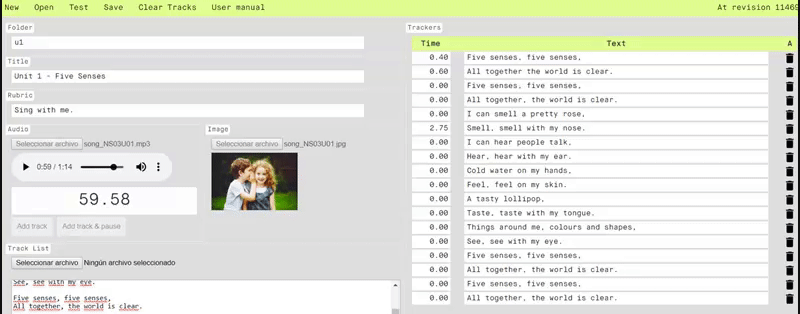 New Open Test Save Clear Tracks User manual At revision 11469
Folder
u1
Title
Unit 1 - Five Senses
Rubric
Sing with me.
Audio
Seleccionar archivo song_NS03U01.mp3
0:59 / 1:14
59.58
Add track Add track & pause
Image
Seleccionar archivo song_NS03U01.jpg
Track List
Seleccionar archivo Ningún archivo seleccionado
See, see with my eye.
Five senses, five senses,
All together, the world is clear.
Trackers
Time Text A
0.40 Five senses, five senses,
0.60 All together the world is clear.
0.00 Five senses, five senses,
0.00 All together, the world is clear.
0.00 I can smell a pretty rose,
2.75 Smell, smell with my nose.
0.00 I can hear people talk,
0.00 Hear, hear with my ear.
0.00 Cold water on my hands,
0.00 Feel, feel on my skin.
0.00 A tasty lollipop,
0.00 Taste, taste with my tongue.
0.00 Things around me, colours and shapes,
0.00 See, see with my eye.
0.00 Five senses, five senses,
0.00 All together, the world is clear.
0.00 Five senses, five senses,
0.00 All together, the world is clear.